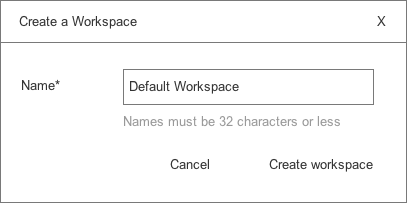 Create a Workspace X
Name* Default Workspace
Names must be 32 characters or less
Cancel Create workspace